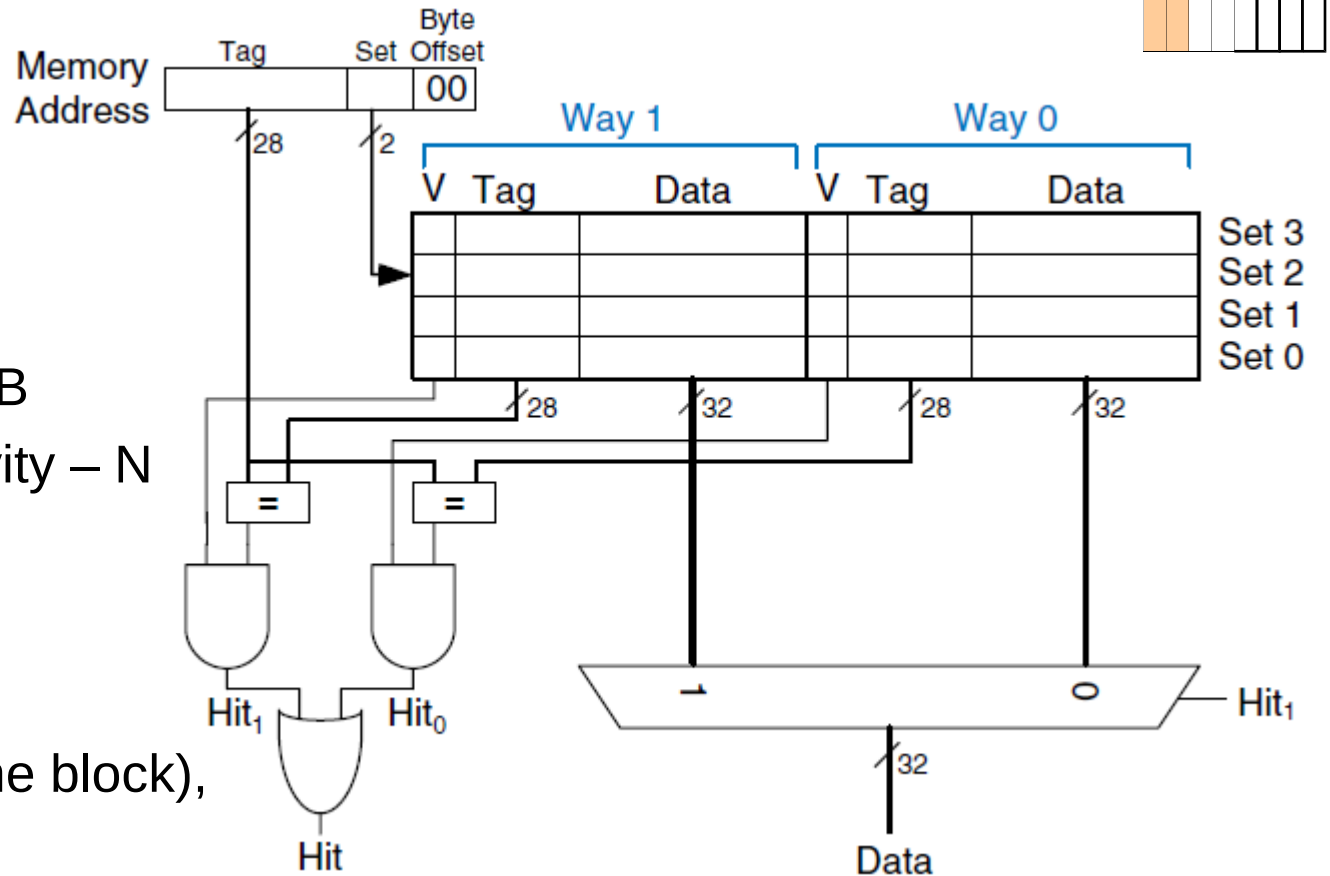 Byte
Tag Set Offset
Memory
Address
00
28 2
Way 1 Way 0
V Tag Data V Tag Data
Set 3
Set 2
Set 1
Set 0
B
28 32 28 32
vity – N
= =
1 0
Hit1 Hit0 Hit1
32
ne block),
Hit Data